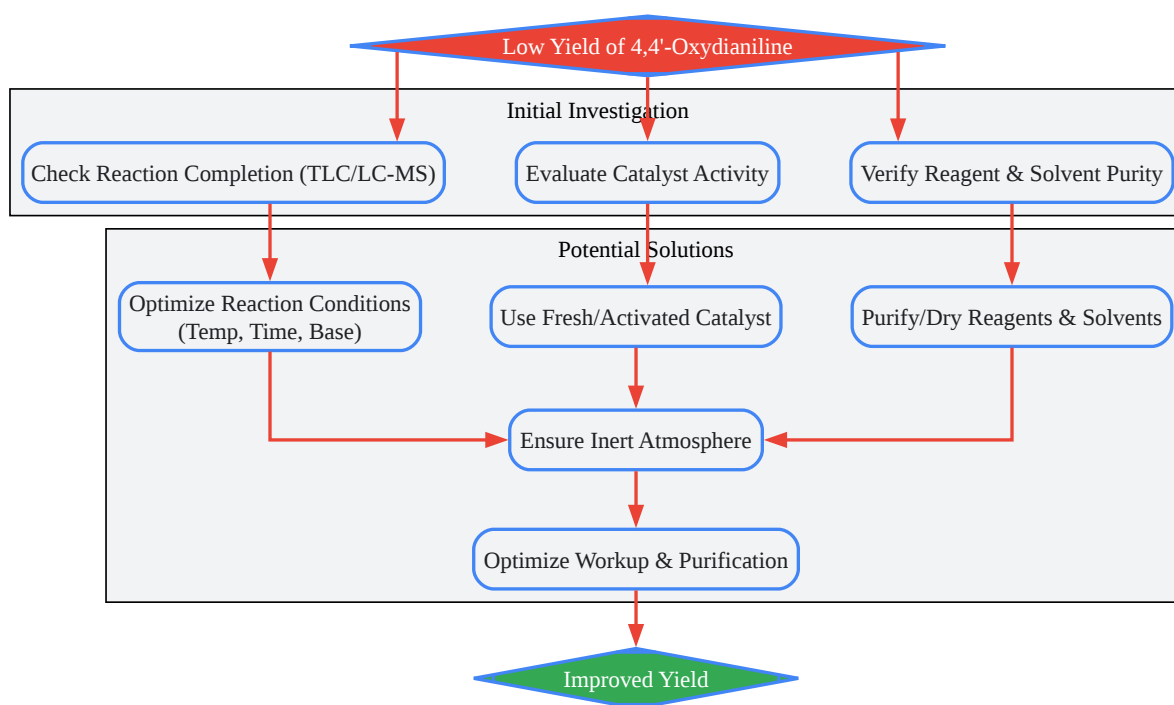 Low Yield of 4,4'-Oxydianiline
Initial Investigation
Check Reaction Completion (TLC/LC-MS)
Evaluate Catalyst Activity
Verify Reagent & Solvent Purity
Potential Solutions
Optimize Reaction Conditions
(Temp, Time, Base)
Use Fresh/Activated Catalyst
Purify/Dry Reagents & Solvents
Ensure Inert Atmosphere
Optimize Workup & Purification
Improved Yield